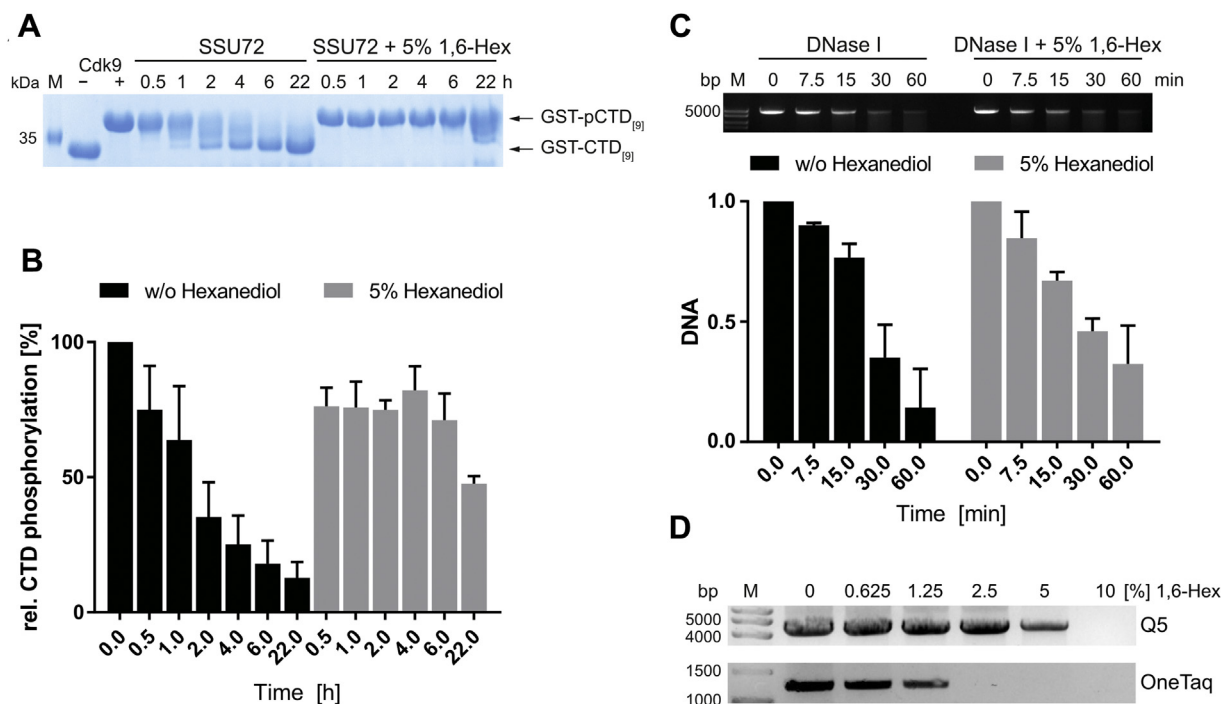 A
Cdk9 SSU72 SSU72 + 5% 1,6-Hex
kDa M – + 0.5 1 2 4 6 22 0.5 1 2 4 6 22 h
35
GST-pCTD[9]
GST-CTD[9]
B
w/o Hexanediol 5% Hexanediol
rel. CTD phosphorylation [%]
100
50
0
0.0 0.5 1.0 2.0 4.0 6.0 22.0 0.5 1.0 2.0 4.0 6.0 22.0
Time [h]
C
DNase I DNase I + 5% 1,6-Hex
bp M 0 7.5 15 30 60 0 7.5 15 30 60 min
5000
w/o Hexanediol 5% Hexanediol
DNA
1.0
0.5
0.0
0.0 7.5 15.0 30.0 60.0 0.0 7.5 15.0 30.0 60.0
Time [min]
D
bp M 0 0.625 1.25 2.5 5 10 [%] 1,6-Hex
5000
4000
Q5
1500
1000
OneTaq